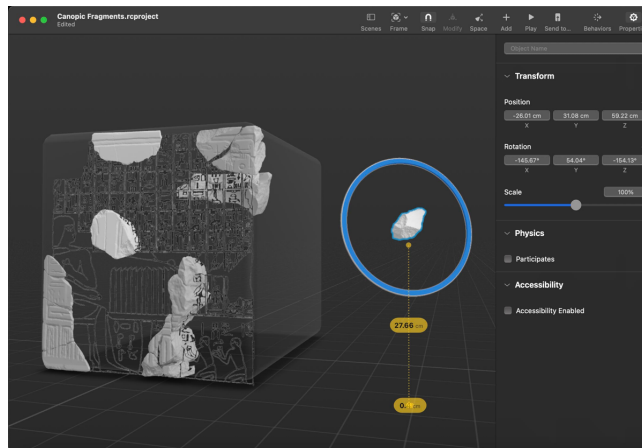 Canopic Fragments.rcproject
Edited
Scenes
Frame
Snap
Modify
Space
Add
Play
Send to...
Behaviors
Object Name
Transform
Position
-26.01 cm 31.08 cm 59.22 cm
X Y Z
Rotation
-145.67° 54.04° -154.13°
X Y Z
Scale 100%
Physics
Participates
Accessibility
Accessibility Enabled
27.66 cm